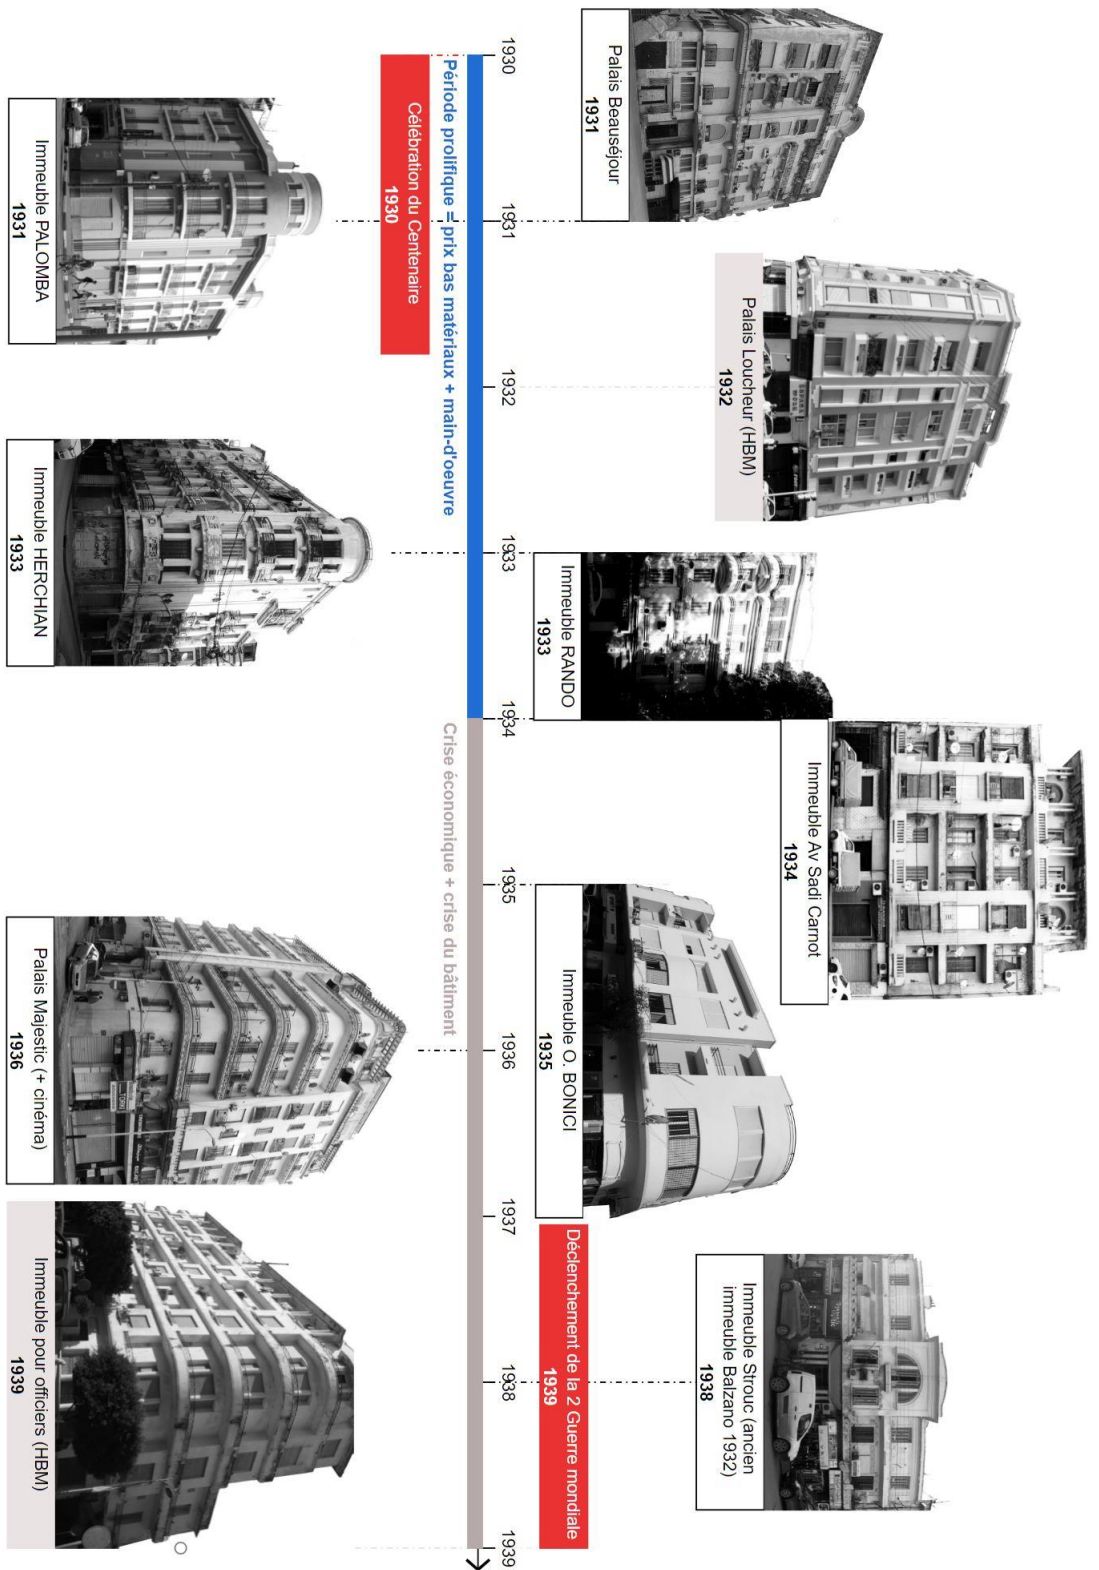 Palais Beauséjour
1931
Palais Loucheur (HBM)
1932
Immeuble RANDO
1933
Immeuble Av Sadi Carnot
1934
Immeuble O. BONICI
1935
Immeuble Strouc (ancien
immeuble Balzano 1932)
1938
Déclenchement de la 2 Guerre mondiale
1939
1930
1931
1932
1933
1934
1935
1936
1937
1938
1939
Période prolifique = prix bas matériaux + main-d'oeuvre
Crise économique + crise du bâtiment
Célébration du Centenaire
1930
Immeuble PALOMBA
1931
Immeuble HERCHIAN
1933
Palais Majestic (+ cinéma)
1936
Immeuble pour officiers (HBM)
1939